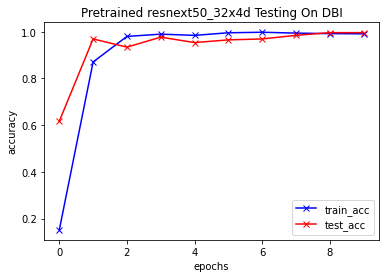 Pretrained resnext50_32x4d Testing On DBI
accuracy
1.0
0.8
0.6
0.4
0.2
0
2
4
6
8
epochs
train_acc
test_acc